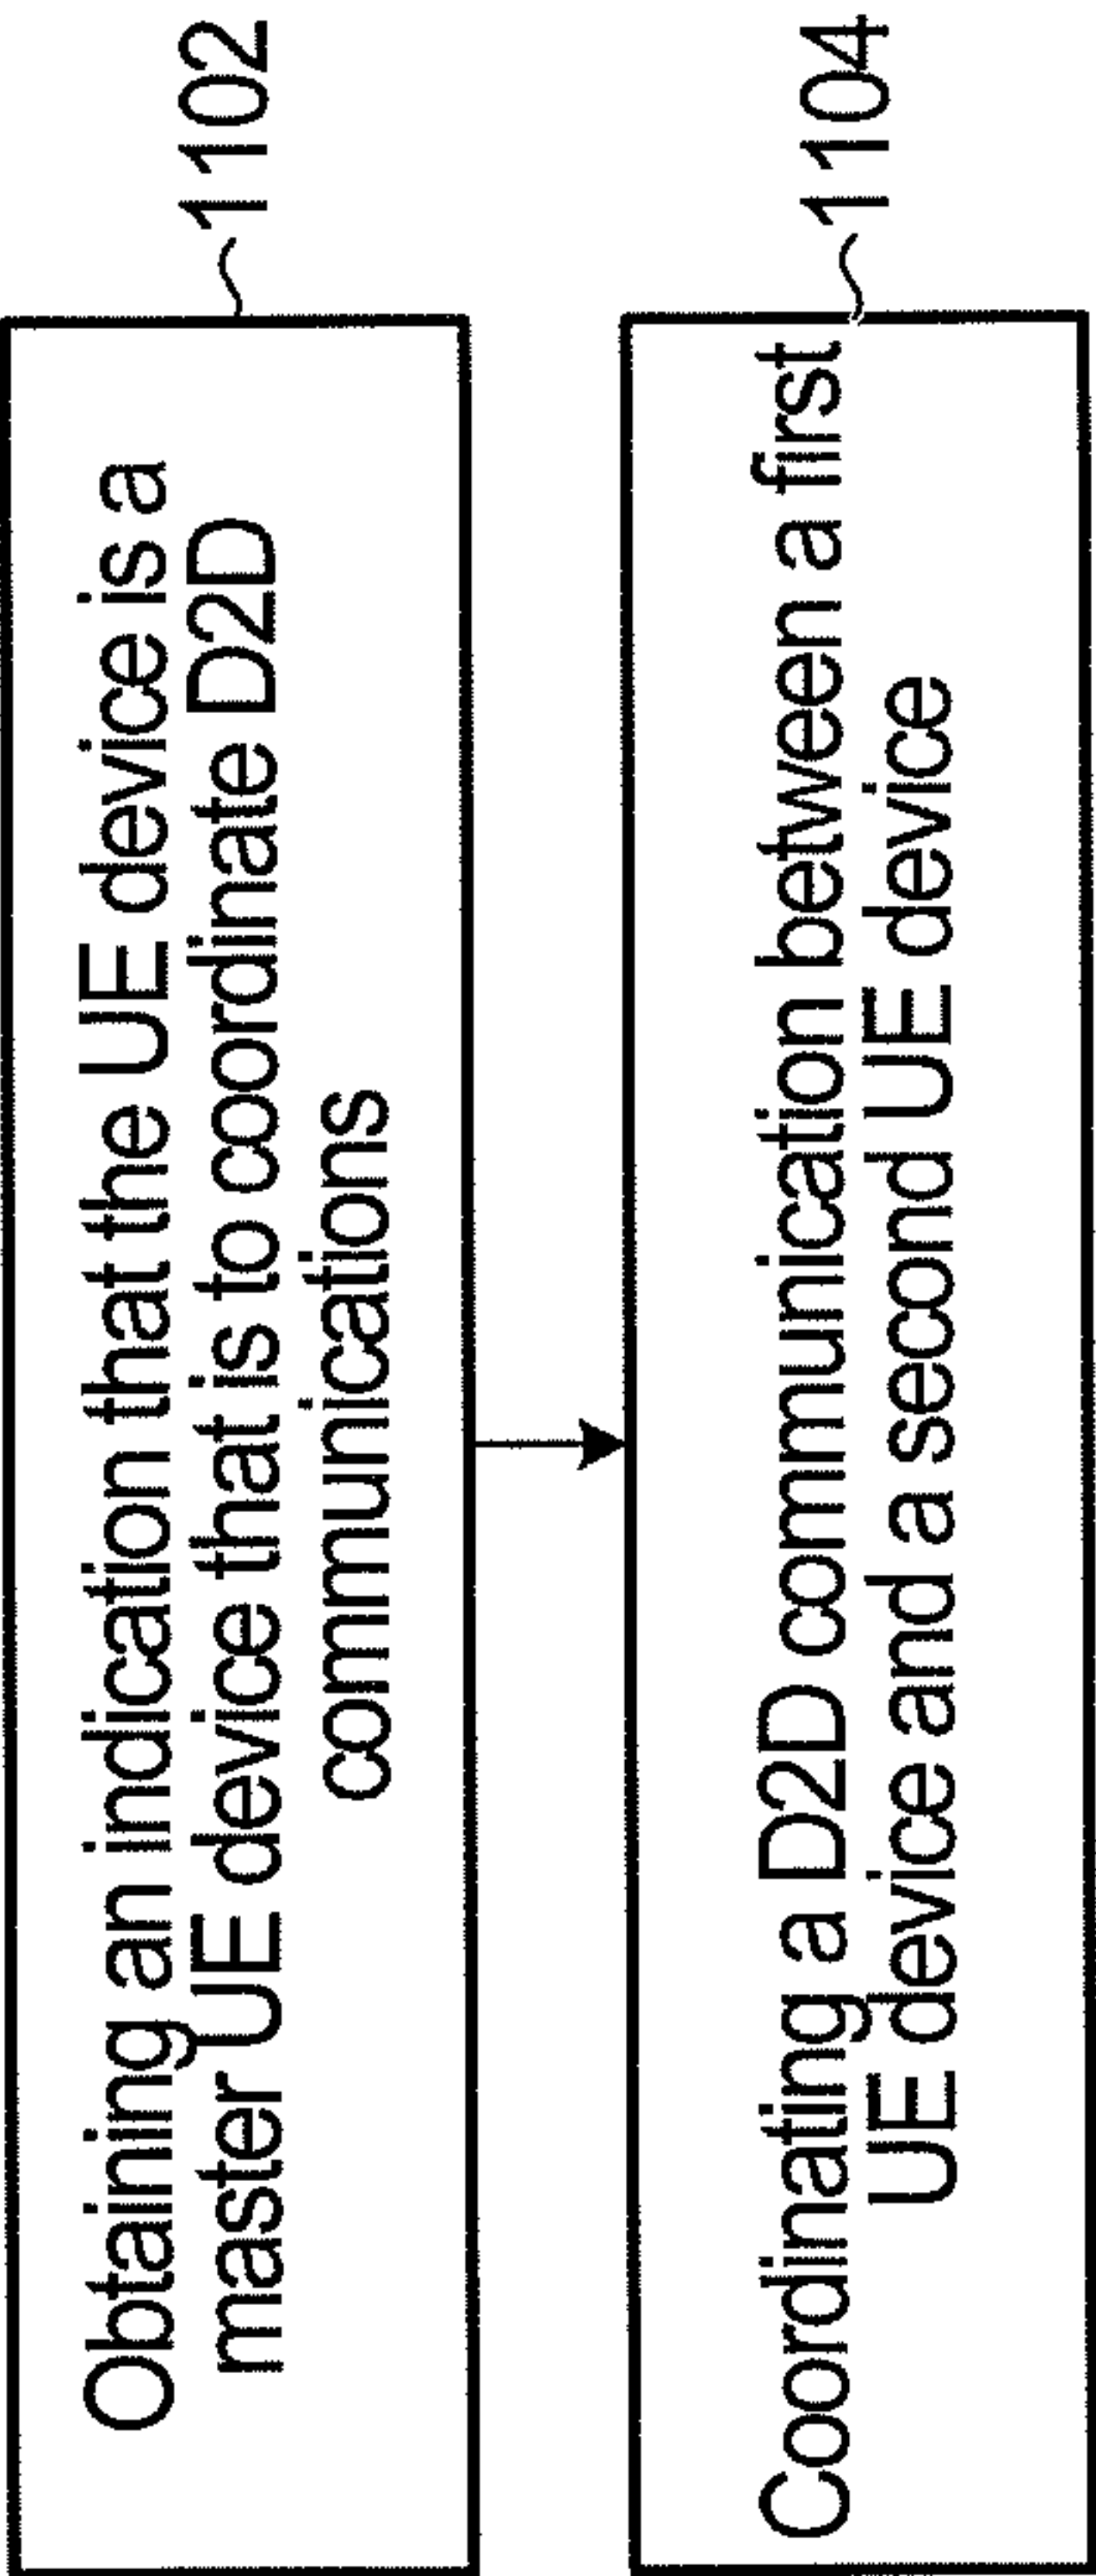 Obtaining an indication that the UE device is a
master UE device that is to coordinate D2D
communications
1102
Coordinating a D2D communication between a first
UE device and a second UE device
1104